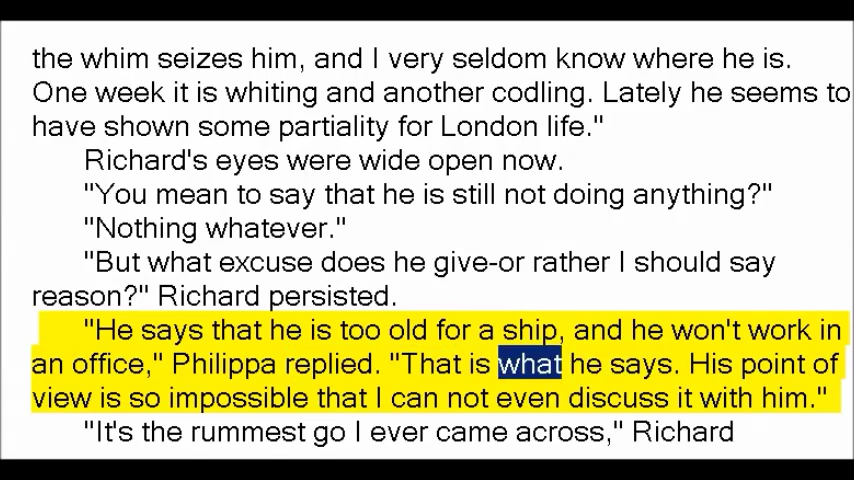 the whim seizes him, and I very seldom know where he is.
One week it is whiting and another codling. Lately he seems to
have shown some partiality for London life."
Richard's eyes were wide open now.
"You mean to say that he is still not doing anything?"
"Nothing whatever."
"But what excuse does he give-or rather I should say
reason?" Richard persisted.
"He says that he is too old for a ship, and he won't work in
an office," Philippa replied. "That is what he says. His point of
view is so impossible that I can not even discuss it with him."
"It's the rummest go I ever came across," Richard